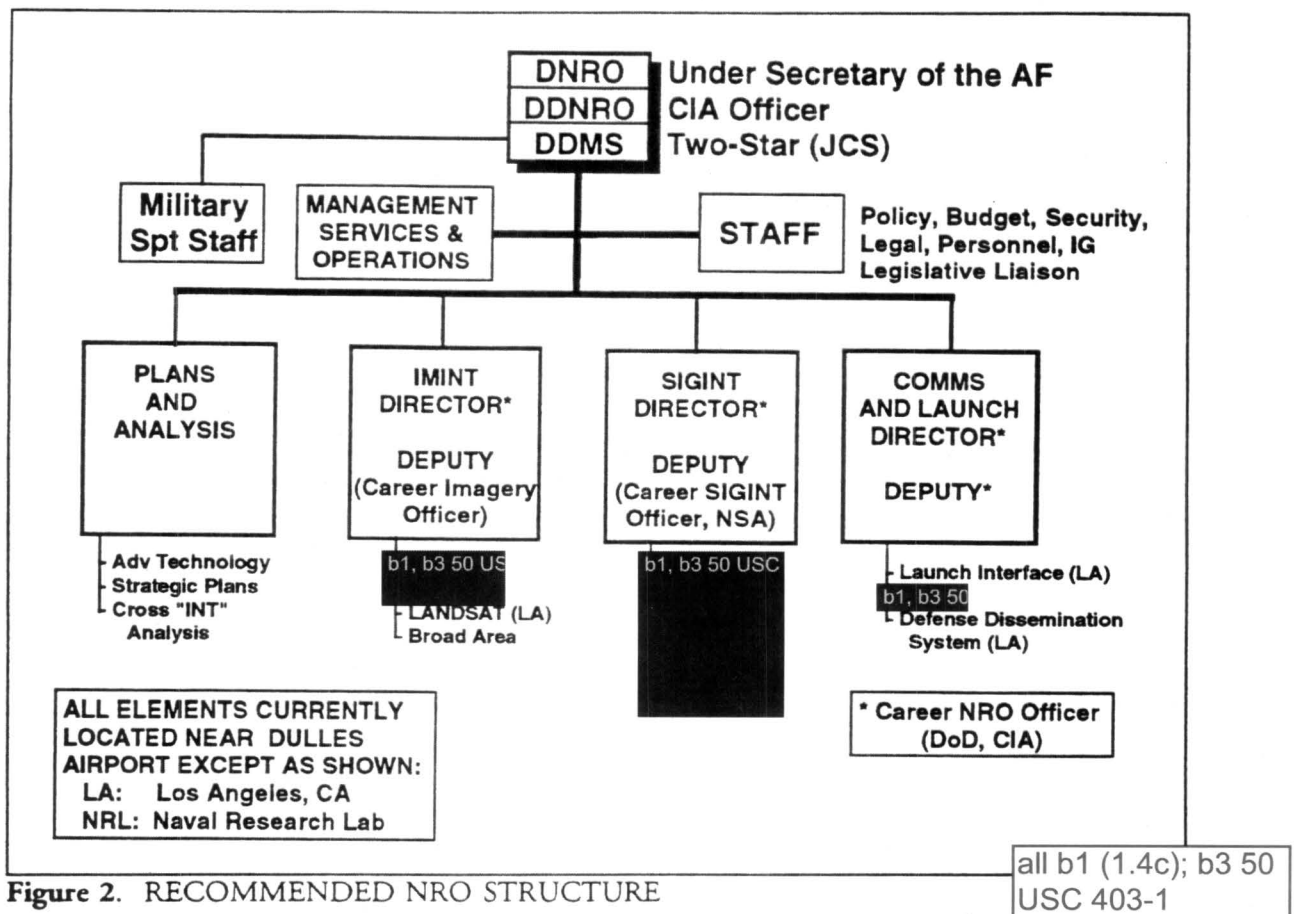 DNRO Under Secretary of the AF
DDNRO CIA Officer
DDMS Two-Star (JCS)
Military
Spt Staff
MANAGEMENT
SERVICES &
OPERATIONS
STAFF
Policy, Budget, Security,
Legal, Personnel, IG
Legislative Liaison
PLANS
AND
ANALYSIS
- Adv Technology
- Strategic Plans
- Cross "INT"
Analysis
IMINT
DIRECTOR*
DEPUTY
(Career Imagery
Officer)
b1, b3 50 US
- LANDSAT (LA)
- Broad Area
SIGINT
DIRECTOR*
DEPUTY
(Career SIGINT
Officer, NSA)
b1, b3 50 USC
COMMS
AND LAUNCH
DIRECTOR*
DEPUTY*
- Launch Interface (LA)
b1, b3 50
- Defense Dissemination
System (LA)
ALL ELEMENTS CURRENTLY
LOCATED NEAR DULLES
AIRPORT EXCEPT AS SHOWN:
LA: Los Angeles, CA
NRL: Naval Research Lab
* Career NRO Officer
(DoD, CIA)
all b1 (1.4c); b3 50
USC 403-1
Figure 2. RECOMMENDED NRO STRUCTURE